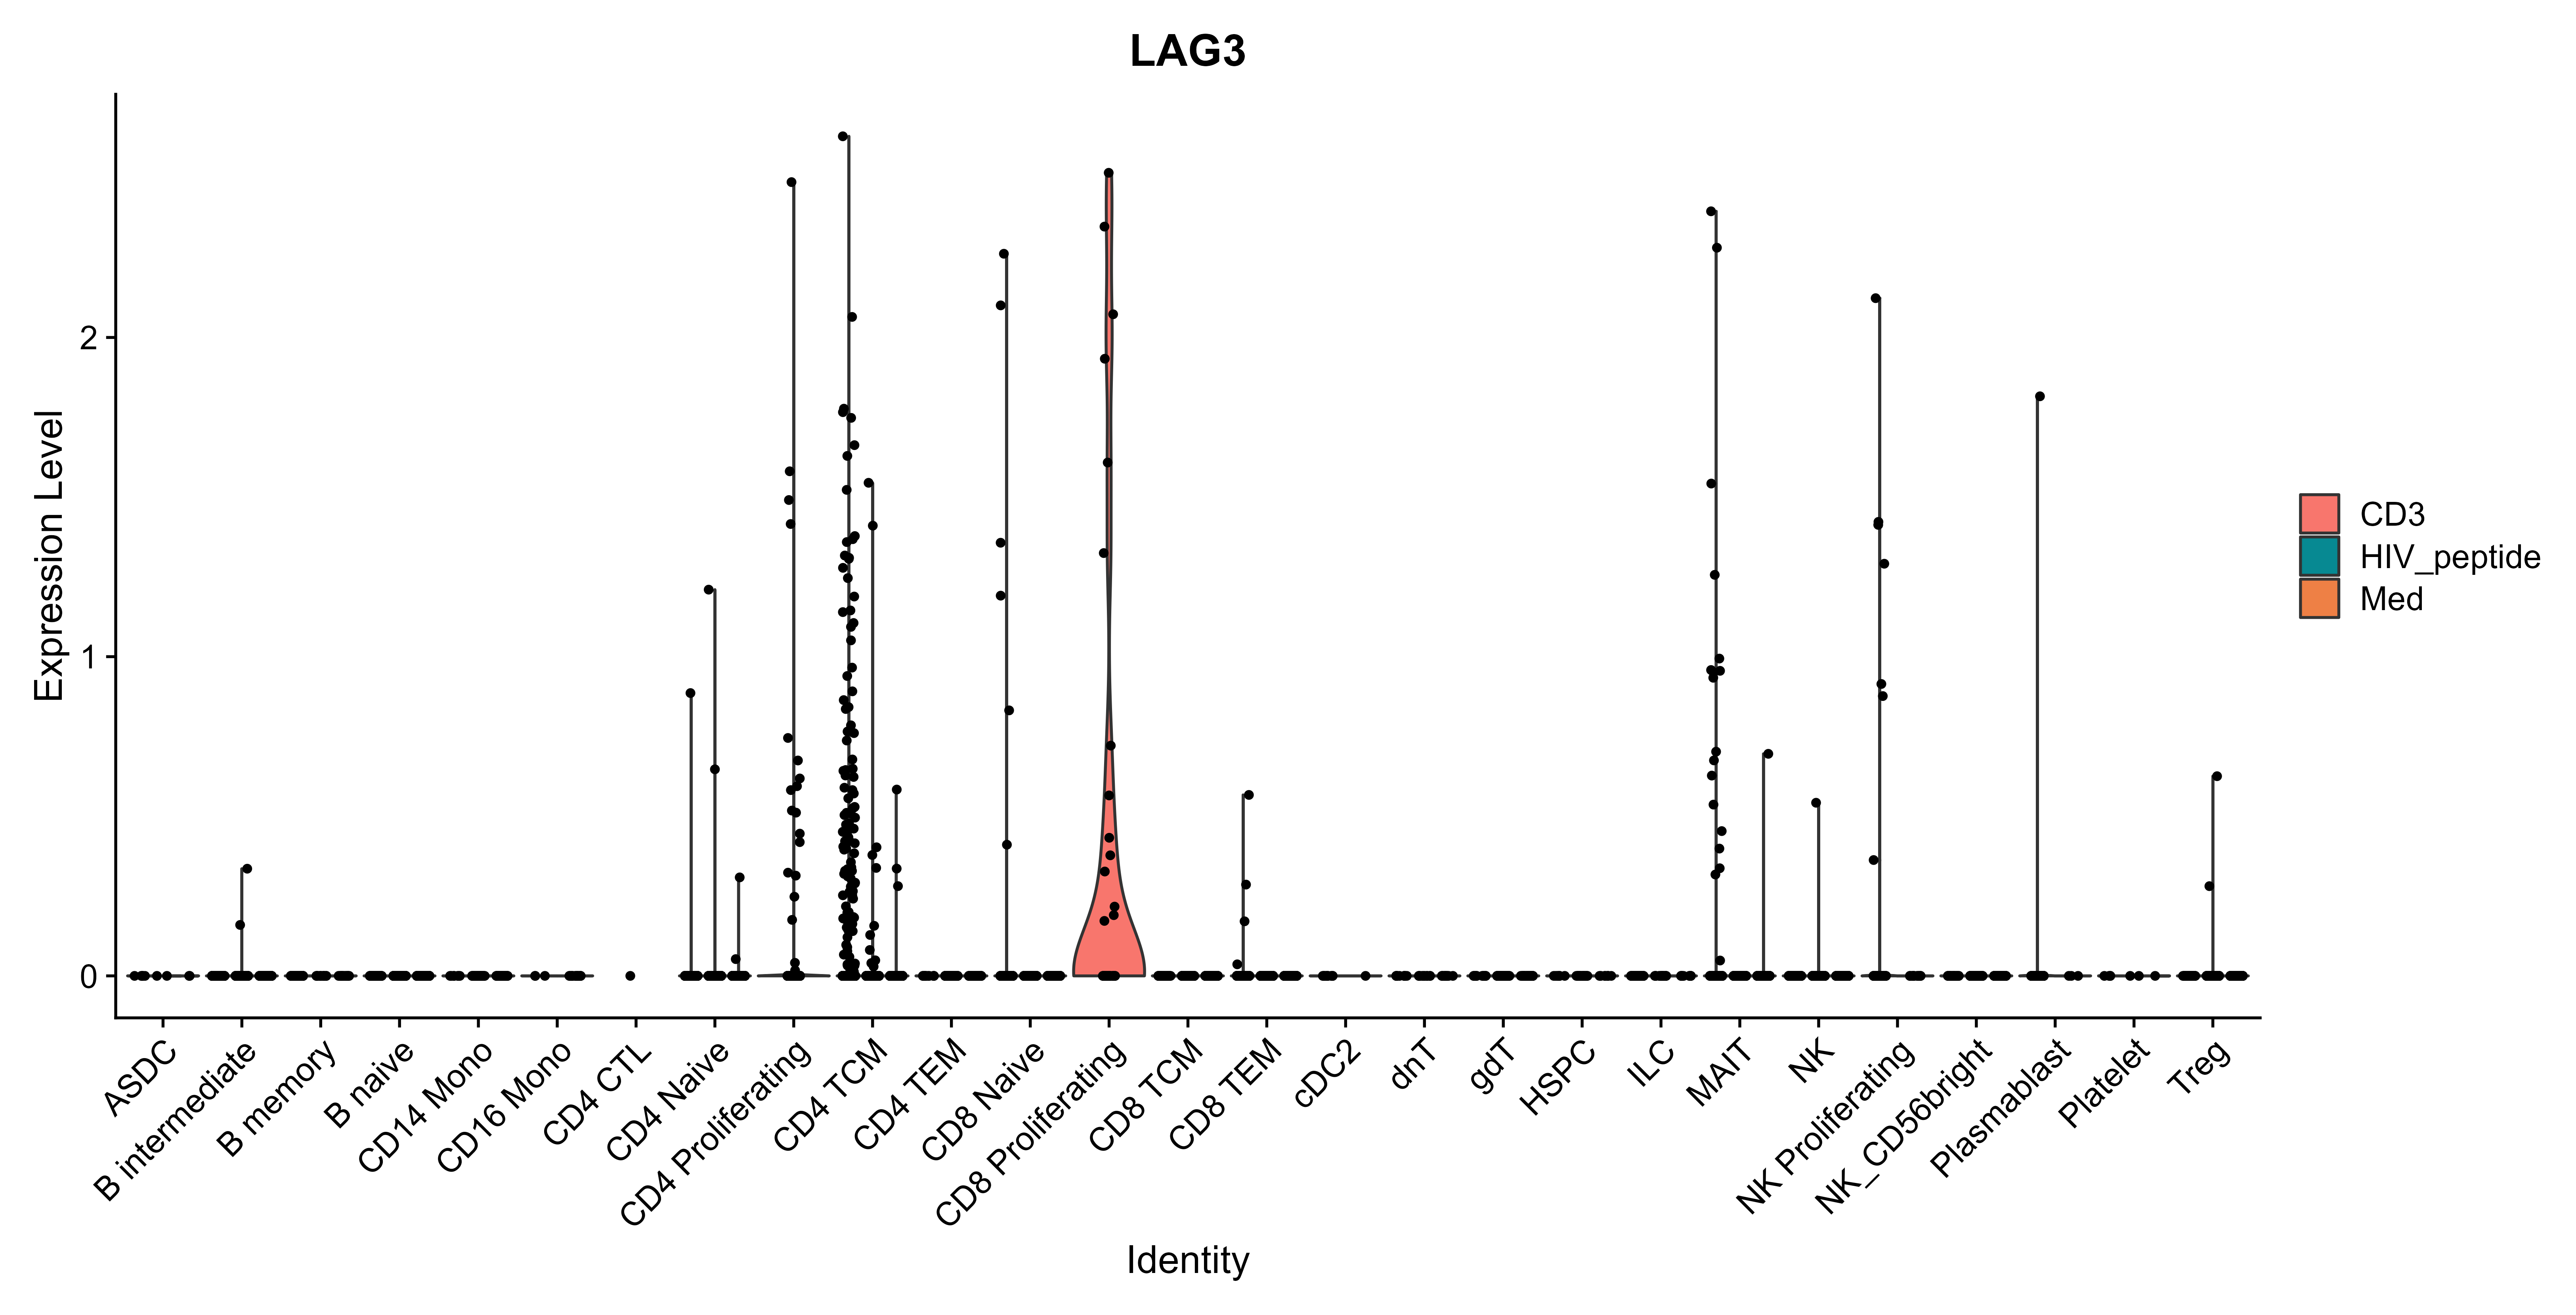 LAG3
Expression Level
2
1
0
ASDC
B intermediate
B memory
B naive
CD14 Mono
CD16 Mono
CD4 CTL
CD4 Naive
CD4 Proliferating
CD4 TCM
CD4 TEM
CD8 Naive
CD8 Proliferating
CD8 TCM
CD8 TEM
cDC2
dnT
gdT
HSPC
ILC
MAIT
NK
NK Proliferating
NK_CD56bright
Plasmablast
Platelet
Treg
Identity
CD3
HIV_peptide
Med